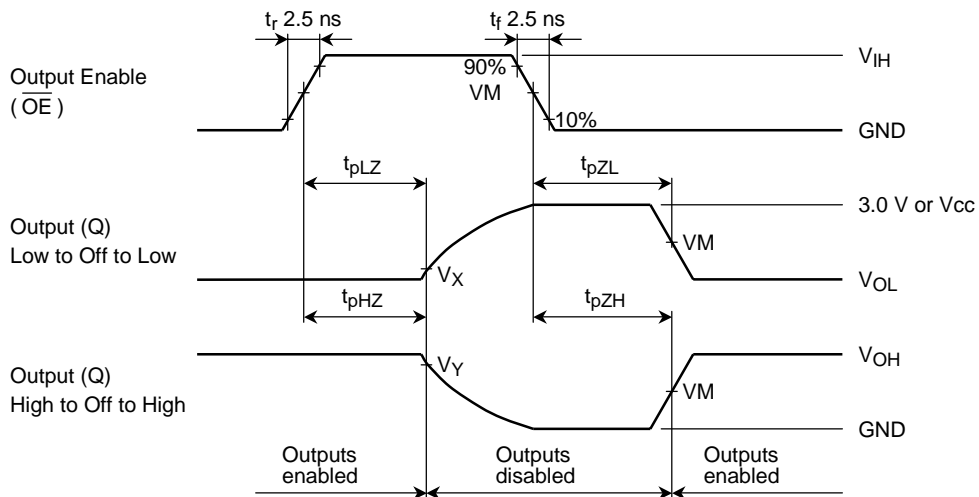 tr 2.5 ns
tf 2.5 ns
Output Enable
( OE )
90%
VM
10%
VIH
GND
tpLZ
tpZL
3.0 V or Vcc
Output (Q)
Low to Off to Low
VX
VM
VOL
tpHZ
tpZH
Output (Q)
High to Off to High
VY
VM
VOH
GND
Outputs
enabled
Outputs
disabled
Outputs
enabled